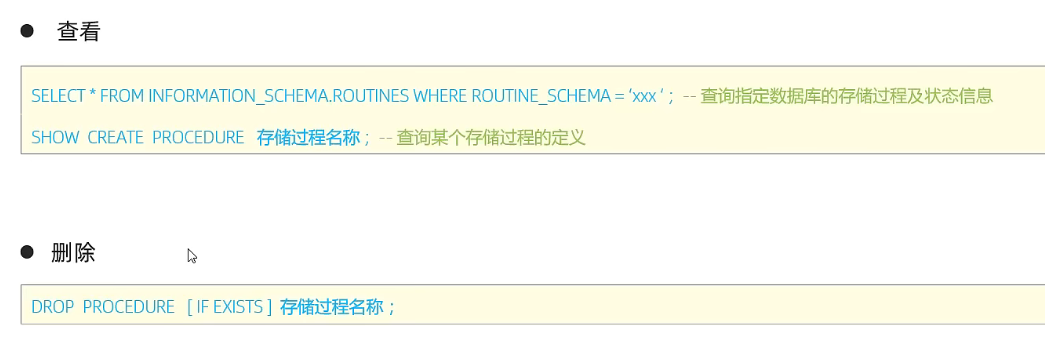 ● 查看
SELECT * FROM INFORMATION_SCHEMA.ROUTINES WHERE ROUTINE_SCHEMA = 'xxx ' ; -- 查询指定数据库的存储过程及状态信息
SHOW CREATE PROCEDURE 存储过程名称 ; -- 查询某个存储过程的定义
● 删除
DROP PROCEDURE [ IF EXISTS ] 存储过程名称 ;